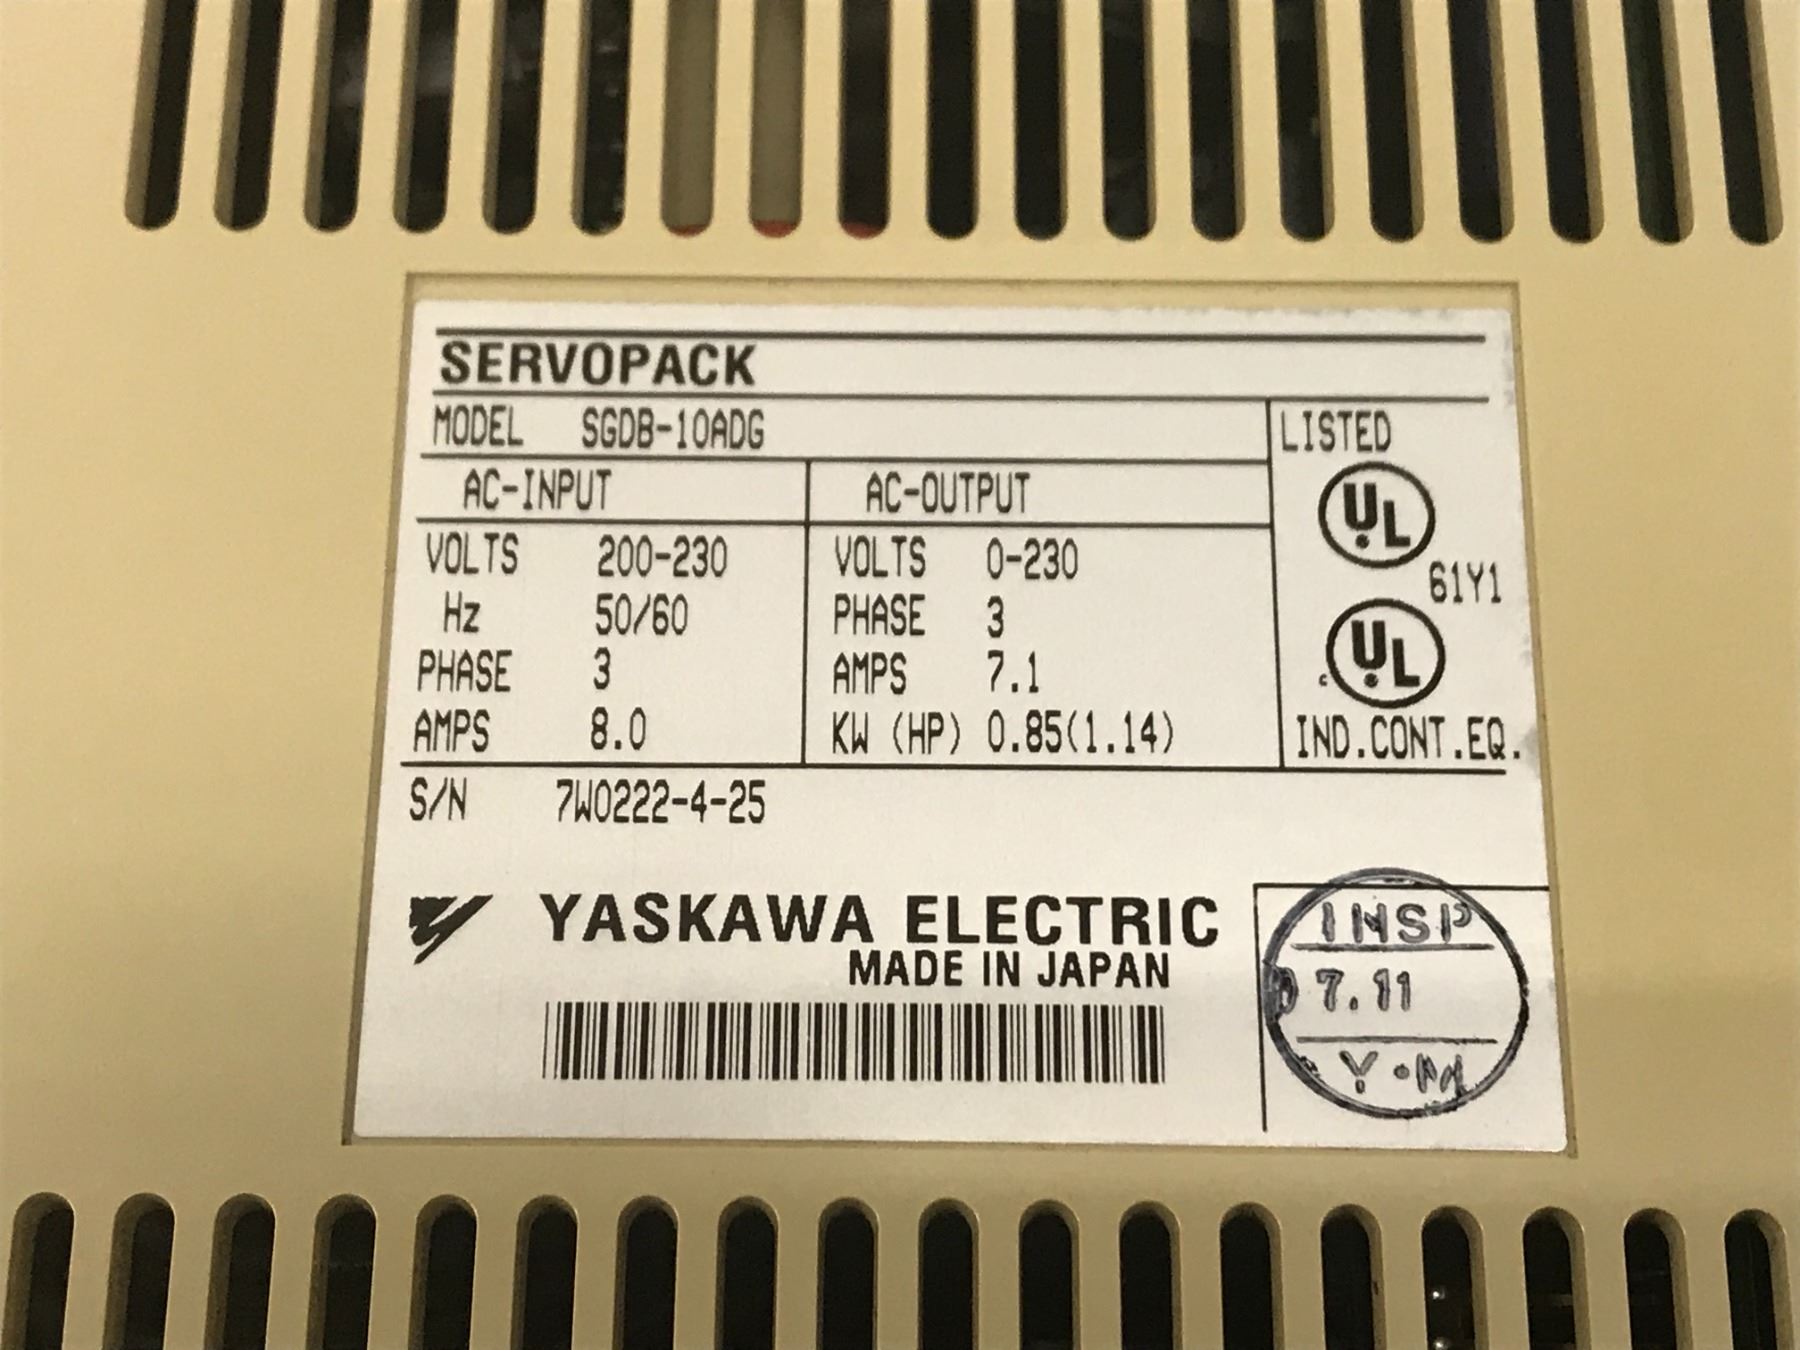 SERVOPACK
MODEL SGDB-10ADG
LISTED
AC-INPUT AC-OUTPUT
UL
VOLTS 200-230 VOLTS 0-230
61Y1
Hz 50/60 PHASE 3
c UL
PHASE 3 AMPS 7.1
AMPS 8.0 KW (HP) 0.85(1.14)
IND.CONT.EQ.
S/N 7W0222-4-25
YASKAWA ELECTRIC
MADE IN JAPAN
INSP
7.11
Y.M